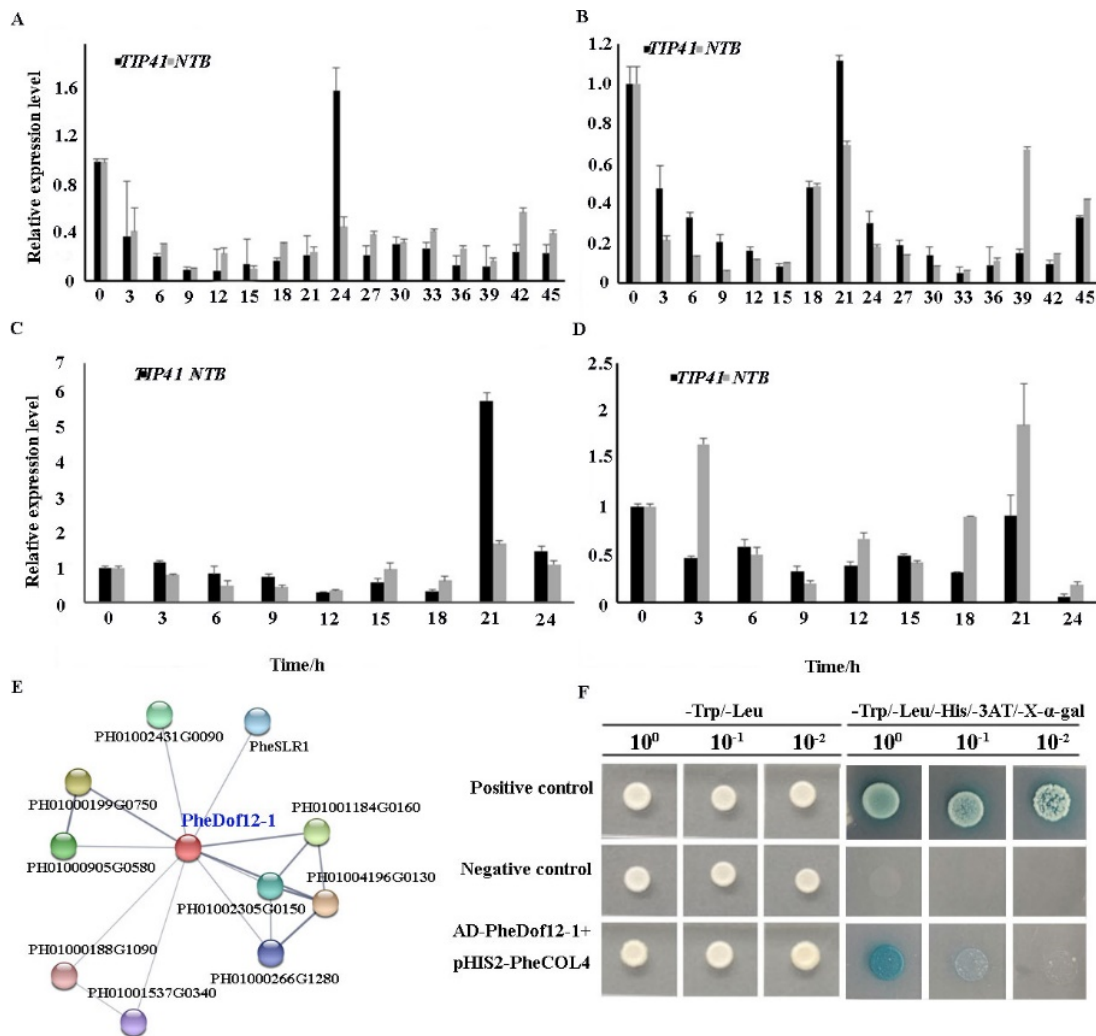 A
TIP41 NTB
Relative expression level
1.6
1.2
0.8
0.4
0
0 3 6 9 12 15 18 21 24 27 30 33 36 39 42 45
B
TIP41 NTB
1.2
1.0
0.8
0.6
0.4
0.2
0
0 3 6 9 12 15 18 21 24 27 30 33 36 39 42 45
C
TIP41 NTB
Relative expression level
7
6
5
4
3
2
1
0
0 3 6 9 12 15 18 21 24
D
TIP41 NTB
2.5
2
1.5
1
0.5
0
0 3 6 9 12 15 18 21 24
Time/h
Time/h
E
PH01002431G0090
PheSLR1
PH01000199G0750
PheDof12-1
PH01001184G0160
PH01000905G0580
PH01004196G0130
PH01002305G0150
PH01000188G1090
PH01000266G1280
PH01001537G0340
F
-Trp/-Leu
-Trp/-Leu/-His/-3AT/-X-α-gal
10⁰ 10⁻¹ 10⁻² 10⁰ 10⁻¹ 10⁻²
Positive control
Negative control
AD-PheDof12-1+
pHIS2-PheCOL4